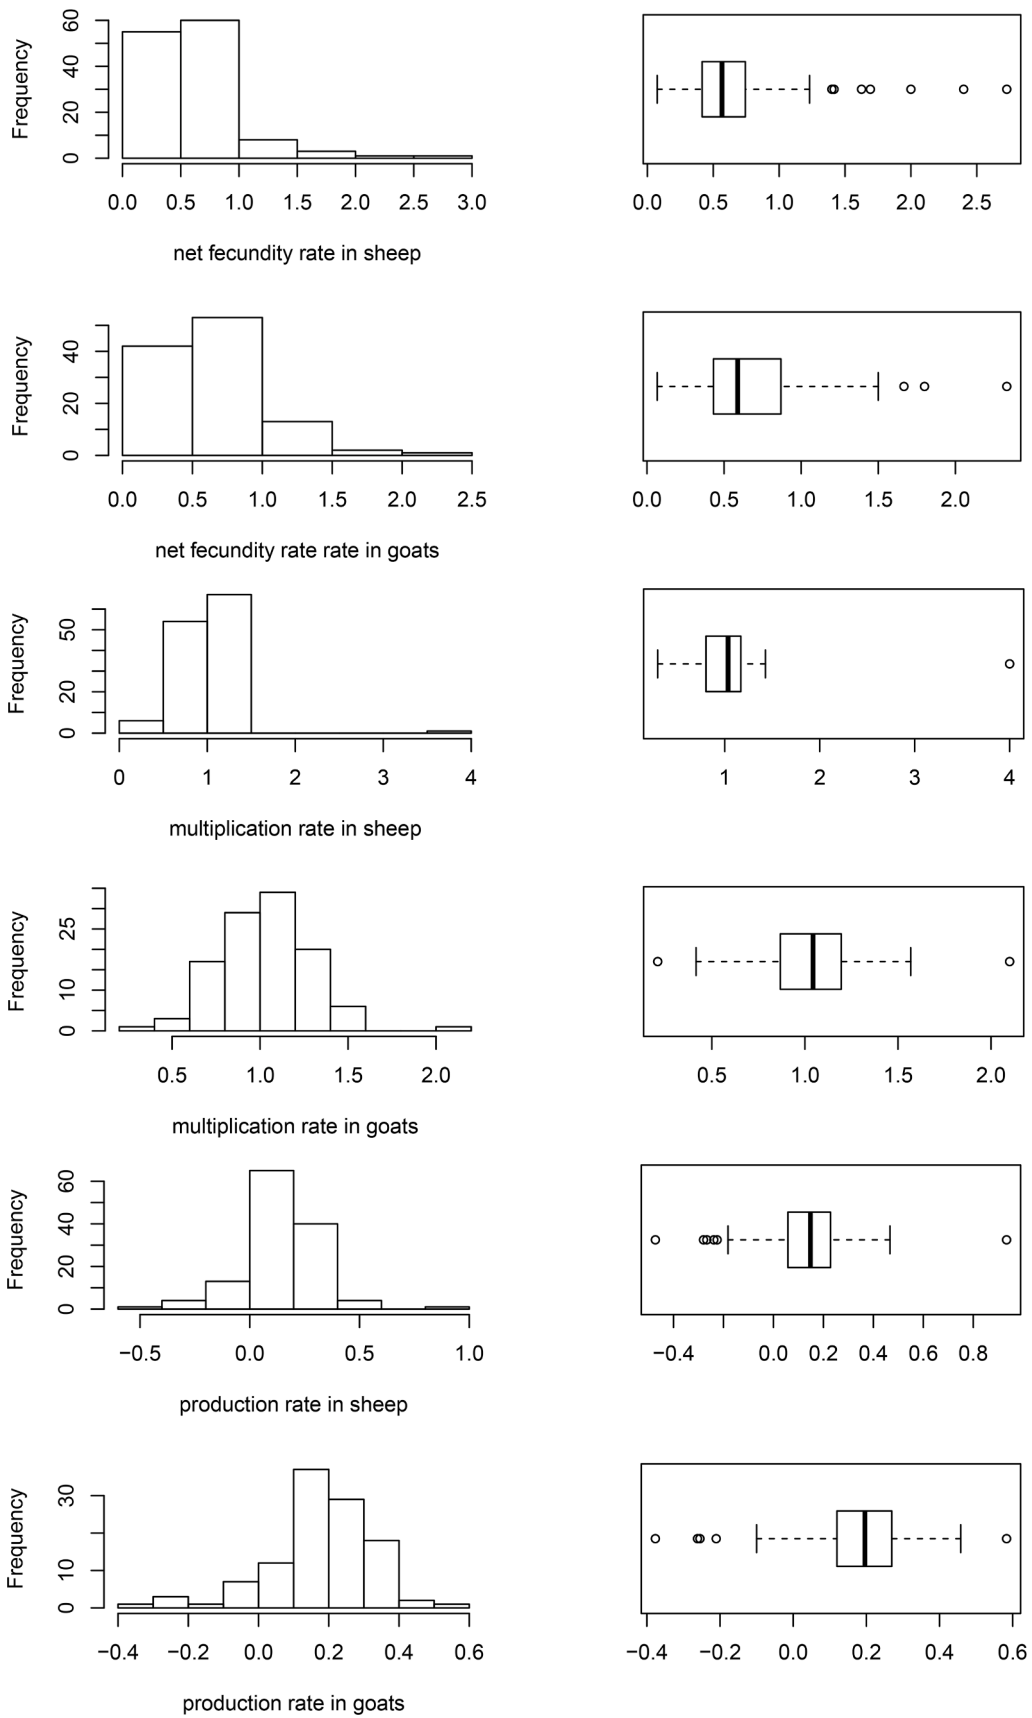 Frequency
0 20 40 60
0.0 0.5 1.0 1.5 2.0 2.5 3.0
net fecundity rate in sheep
0.0 0.5 1.0 1.5 2.0 2.5
Frequency
0 20 40
0.0 0.5 1.0 1.5 2.0 2.5
net fecundity rate rate in goats
0.0 0.5 1.0 1.5 2.0
Frequency
0 20 50
0 1 2 3 4
multiplication rate in sheep
1 2 3 4
Frequency
0 10 25
0.5 1.0 1.5 2.0
multiplication rate in goats
0.5 1.0 1.5 2.0
Frequency
0 20 40 60
−0.5 0.0 0.5 1.0
production rate in sheep
−0.4 0.0 0.2 0.4 0.6 0.8
Frequency
0 10 30
−0.4 −0.2 0.0 0.2 0.4 0.6
production rate in goats
−0.4 −0.2 0.0 0.2 0.4 0.6